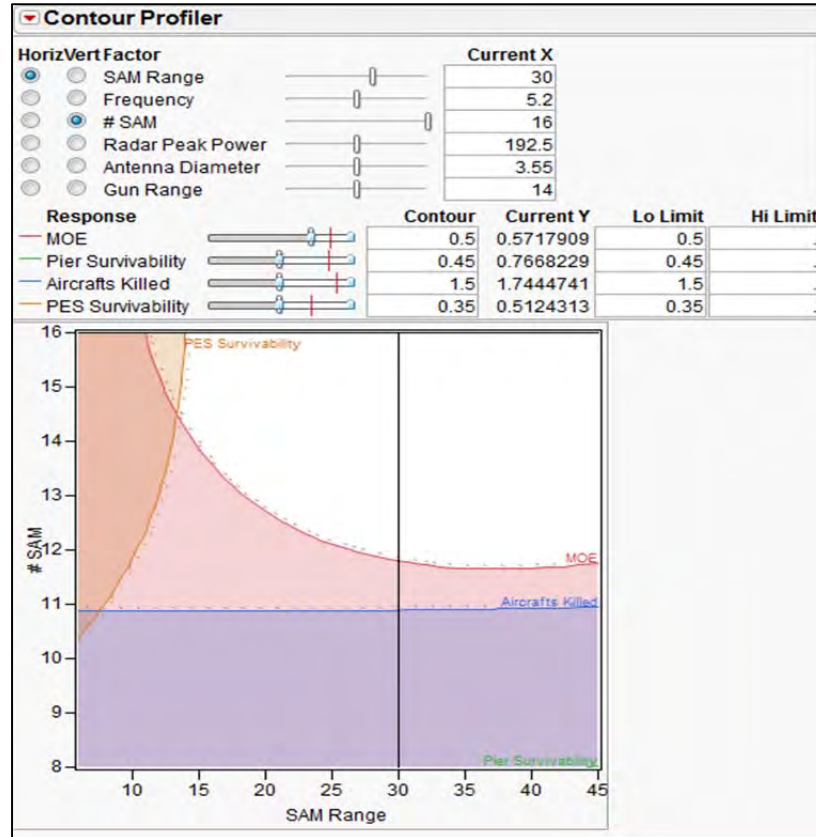 Contour Profiler
Horiz Vert Factor Current X
SAM Range 30
Frequency 5.2
# SAM 16
Radar Peak Power 192.5
Antenna Diameter 3.55
Gun Range 14
Response Contour Current Y Lo Limit Hi Limit
MOE 0.5 0.5717909 0.5 .
Pier Survivability 0.45 0.7668229 0.45 .
Aircrafts Killed 1.5 1.7444741 1.5 .
PES Survivability 0.35 0.5124313 0.35 .
16
PES Survivability
15
14
13
12
# SAM
MOE
11
Aircrafts Killed
10
9
8
Pier Survivability
10 15 20 25 30 35 40 45
SAM Range